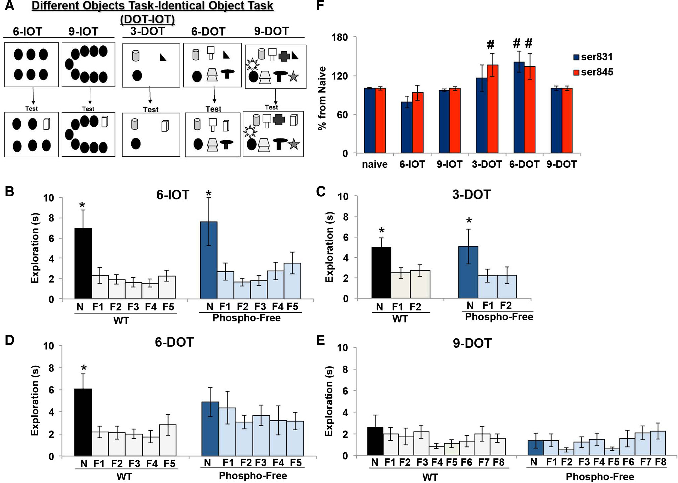 A
Different Objects Task-Identical Object Task
(DOT-IOT)
6-IOT 9-IOT 3-DOT 6-DOT 9-DOT
Test Test Test Test Test
F
% from Naive
180
120
60
0
ser831
ser845
# # #
naive 6-IOT 9-IOT 3-DOT 6-DOT 9-DOT
B
6-IOT
Exploration (s)
10
8
6
4
2
0
* *
N F1 F2 F3 F4 F5 N F1 F2 F3 F4 F5
WT Phospho-Free
C
3-DOT
Exploration (s)
10
8
6
4
2
0
* *
N F1 F2 N F1 F2
WT Phospho-Free
D
6-DOT
Exploration (s)
10
8
6
4
2
0
*
N F1 F2 F3 F4 F5 N F1 F2 F3 F4 F5
WT Phospho-Free
E
9-DOT
Exploration (s)
10
8
6
4
2
0
N F1 F2 F3 F4 F5 F6 F7 F8 N F1 F2 F3 F4 F5 F6 F7 F8
WT Phospho-Free